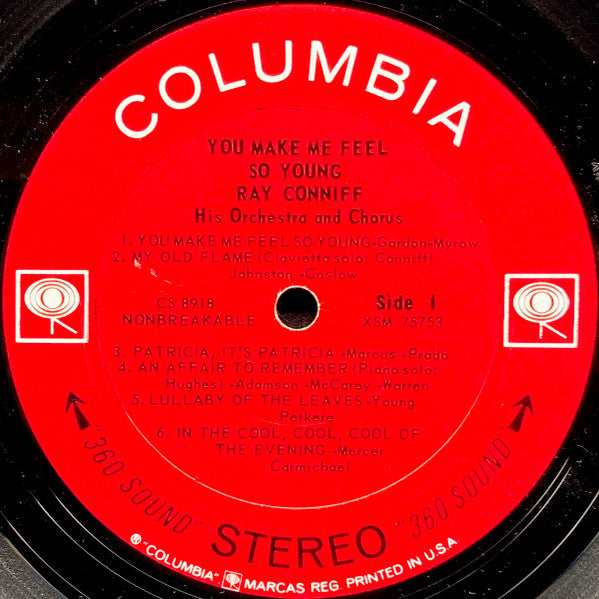 COLUMBIA
YOU MAKE ME FEEL
SO YOUNG
RAY CONNIFF
His Orchestra and Chorus
1. YOU MAKE ME FEEL SO YOUNG-Gordon-Myrow
2. MY OLD FLAME (Clavietta solo: Conniff)
Johnston -Coslow
CS 8918
NONBREAKABLE
Side 1
XSM 75753
3. PATRICIA, IT'S PATRICIA -Marcus -Prado
4. AN AFFAIR TO REMEMBER (Piano solo:
Hughes) -Adamson -McCarey -Warren
5. LULLABY OF THE LEAVES-Young
Petkere
6. IN THE COOL, COOL, COOL OF
THE EVENING -Mercer
Carmichael
"360 SOUND" STEREO "360 SOUND"
® "COLUMBIA", MARCAS REG. PRINTED IN U.S.A.